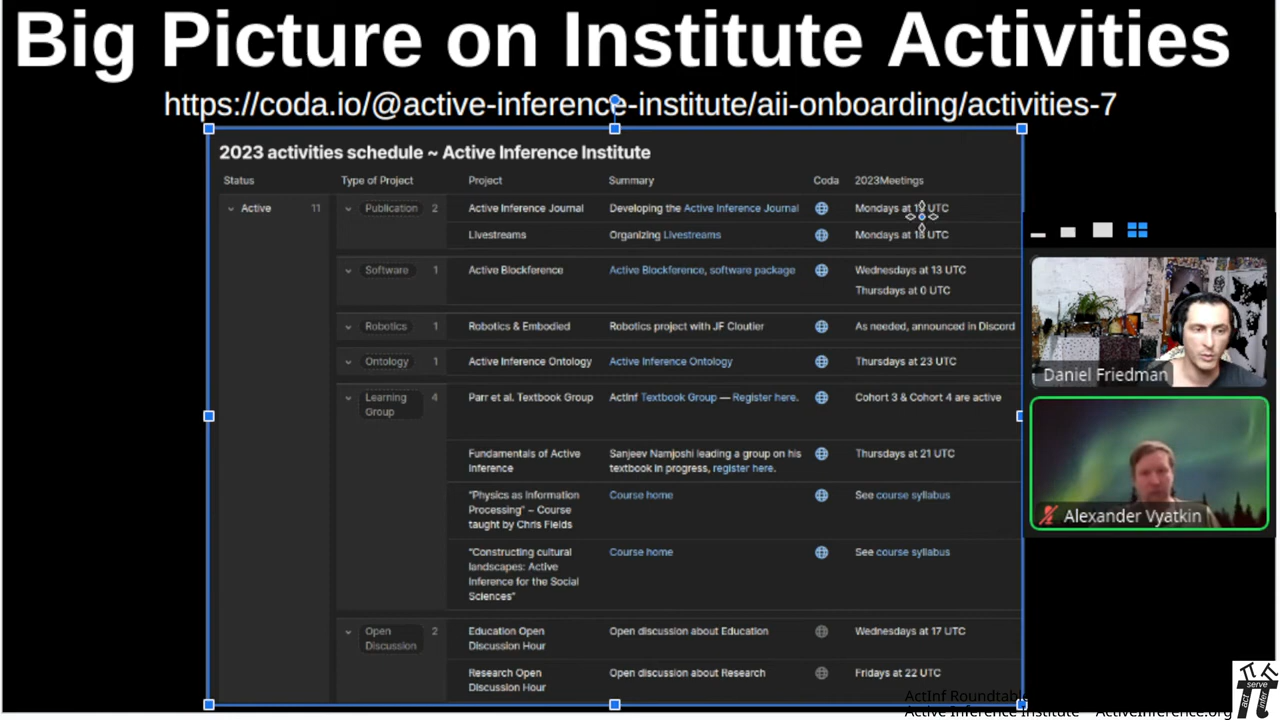 Big Picture on Institute Activities
https://coda.io/@active-inference-institute/aii-onboarding/activities-7
2023 activities schedule ~ Active Inference Institute
Status Type of Project Project Summary Coda 2023Meetings
Active 11 Publication 2 Active Inference Journal Developing the Active Inference Journal Mondays at UTC
Livestreams Organizing Livestreams Mondays at 18 UTC
Software 1 Active Blockference Active Blockference, software package Wednesdays at 13 UTC
Thursdays at 0 UTC
Robotics 1 Robotics & Embodied Robotics project with JF Cloutier As needed, announced in Discord
Ontology 1 Active Inference Ontology Active Inference Ontology Thursdays at 23 UTC
Learning Group 4 Parr et al. Textbook Group ActInf Textbook Group — Register here. Cohort 3 & Cohort 4 are active
Fundamentals of Active Sanjeev Namjoshi leading a group on his Thursdays at 21 UTC
Inference textbook in progress, register here.
"Physics as Information Course home See course syllabus
Processing" – Course
taught by Chris Fields
"Constructing cultural Course home See course syllabus
landscapes: Active
Inference for the Social
Sciences"
Open Discussion 2 Education Open Open discussion about Education Wednesdays at 17 UTC
Discussion Hour
Research Open Open discussion about Research Fridays at 22 UTC
Discussion Hour
Daniel Friedman
Alexander Vyatkin
ActInf Roundtable
Active Inference Institute ~ ActiveInference.org
serve
act
infer